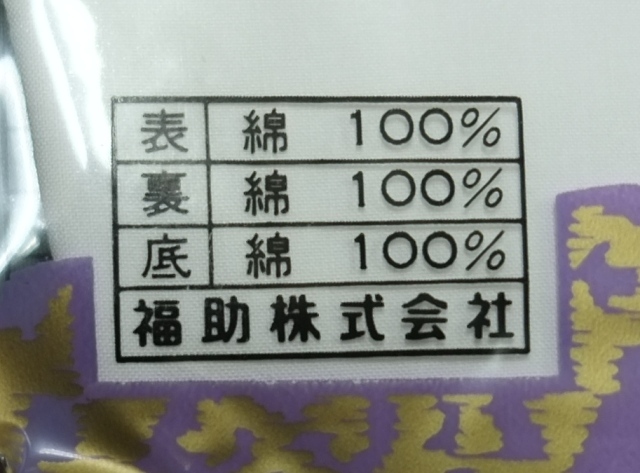 表 綿 100%
裏 綿 100%
底 綿 100%
福助株式会社